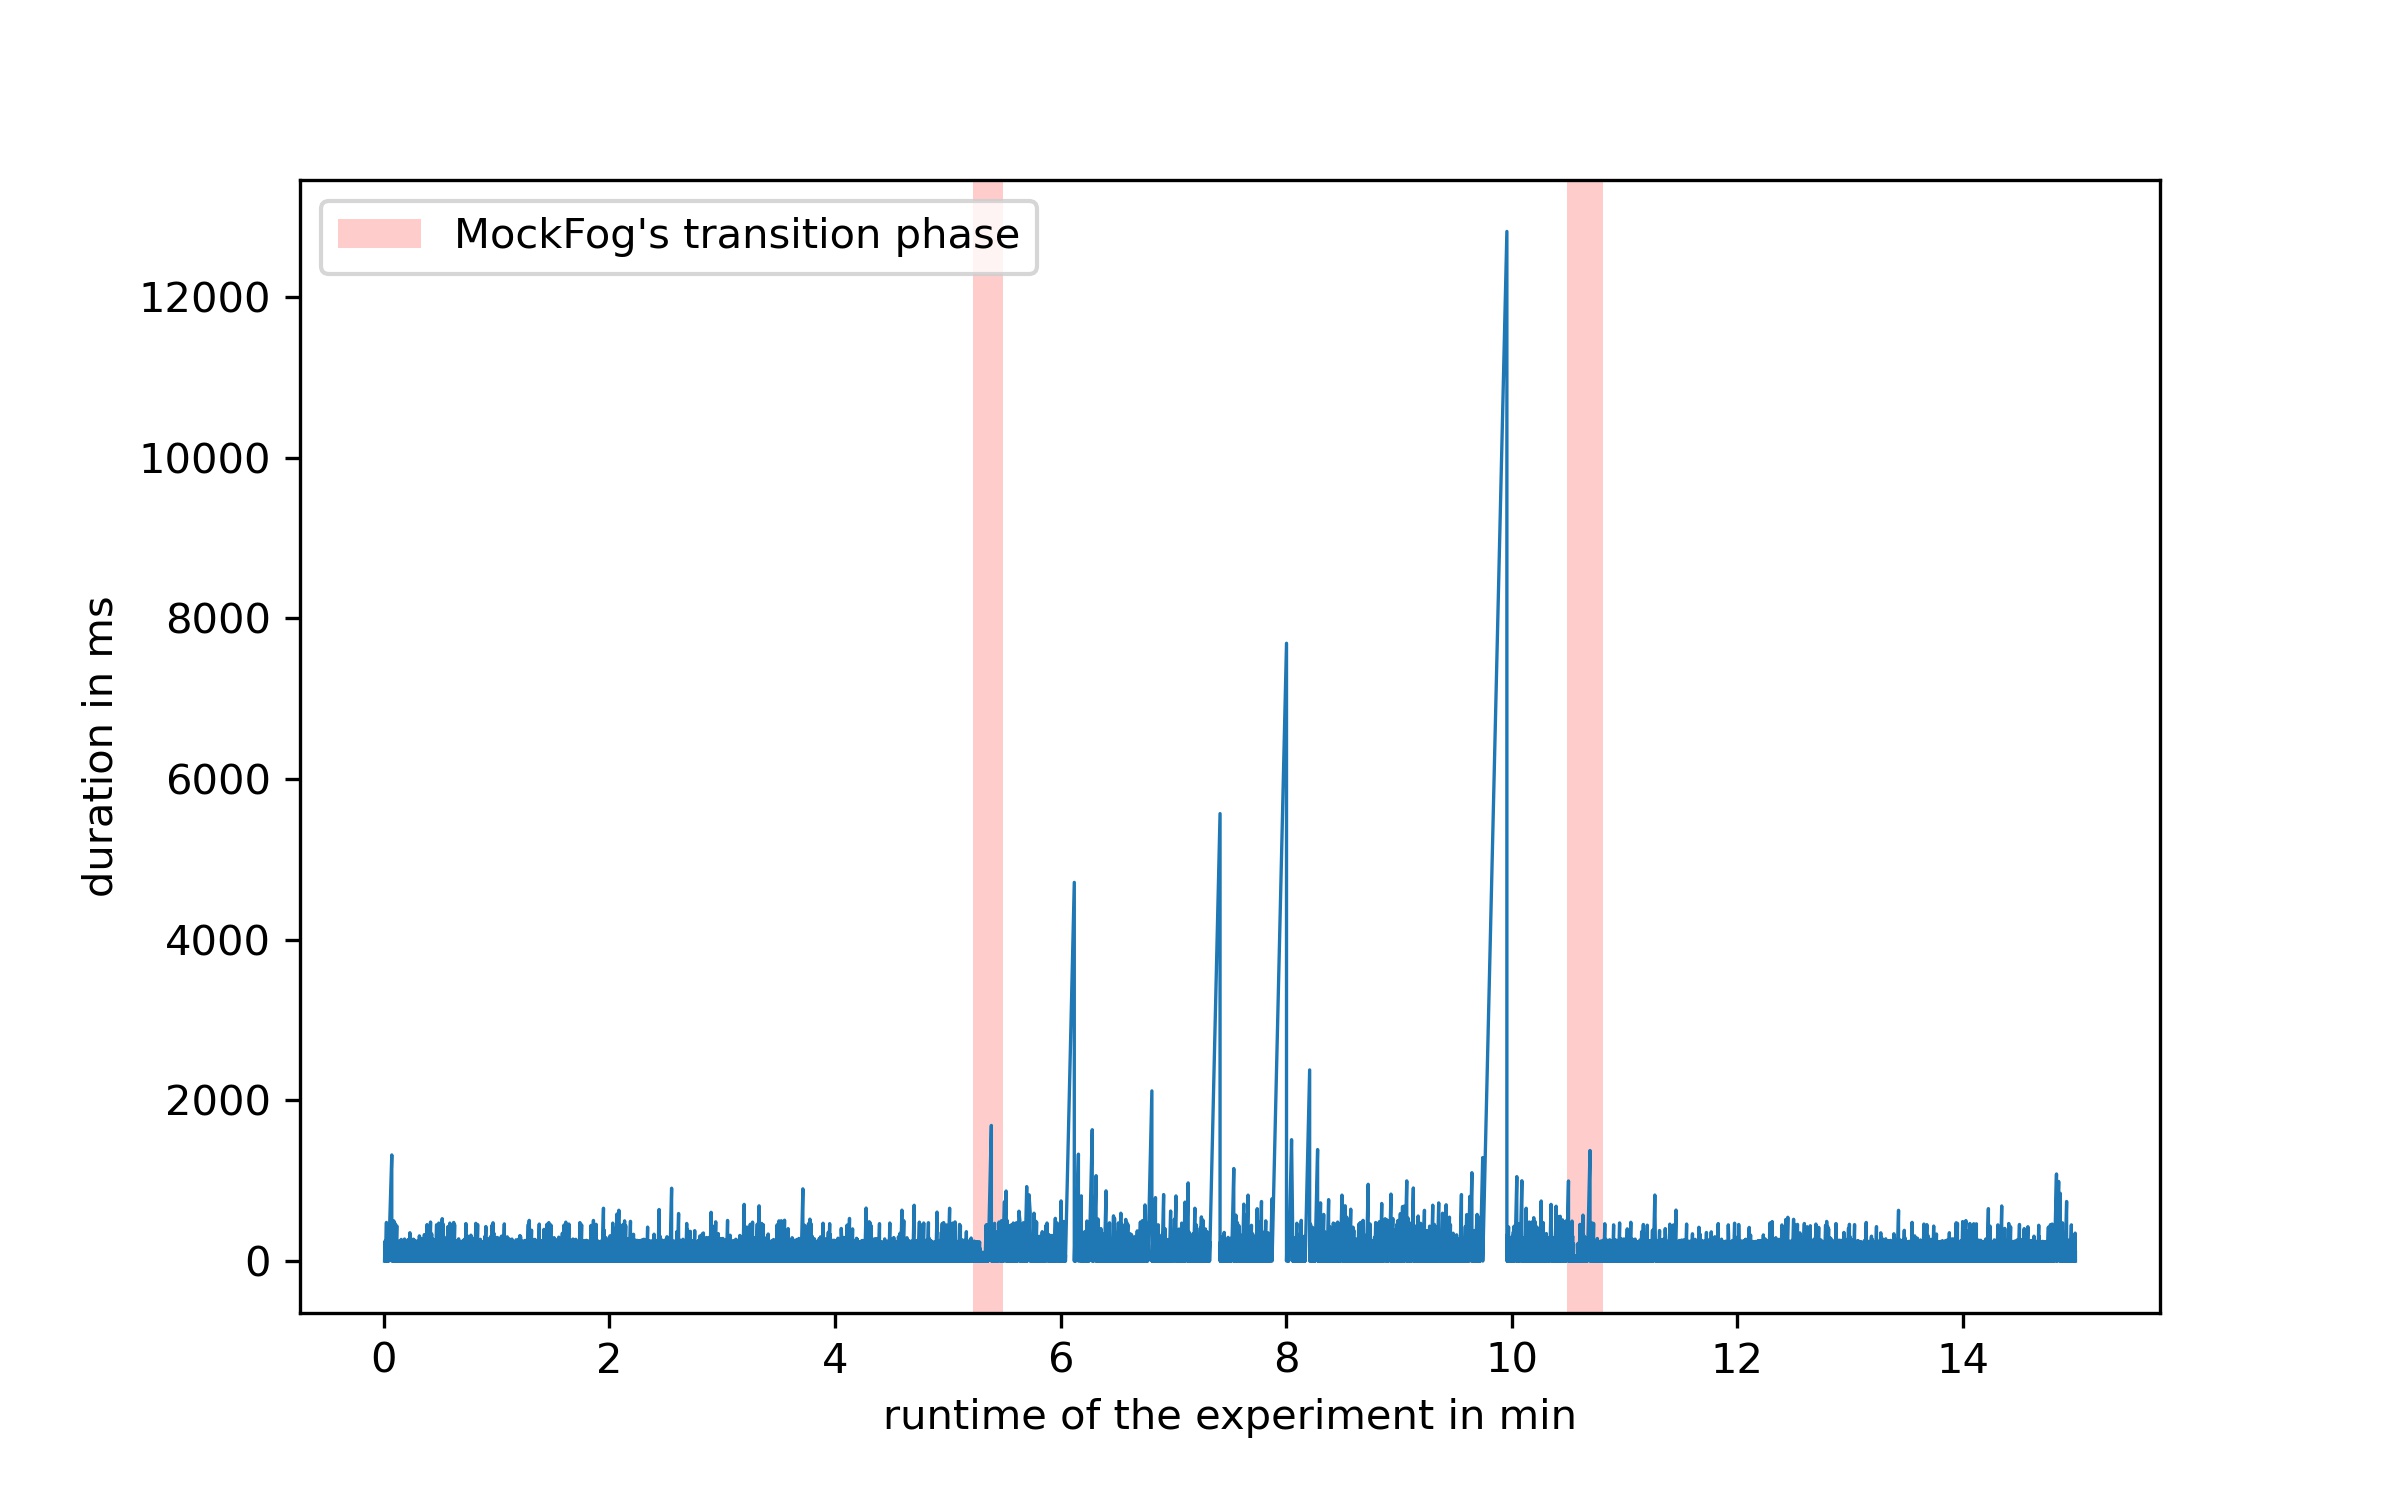 MockFog's transition phase
12000
10000
8000
6000
4000
2000
0
duration in ms
0 2 4 6 8 10 12 14
runtime of the experiment in min